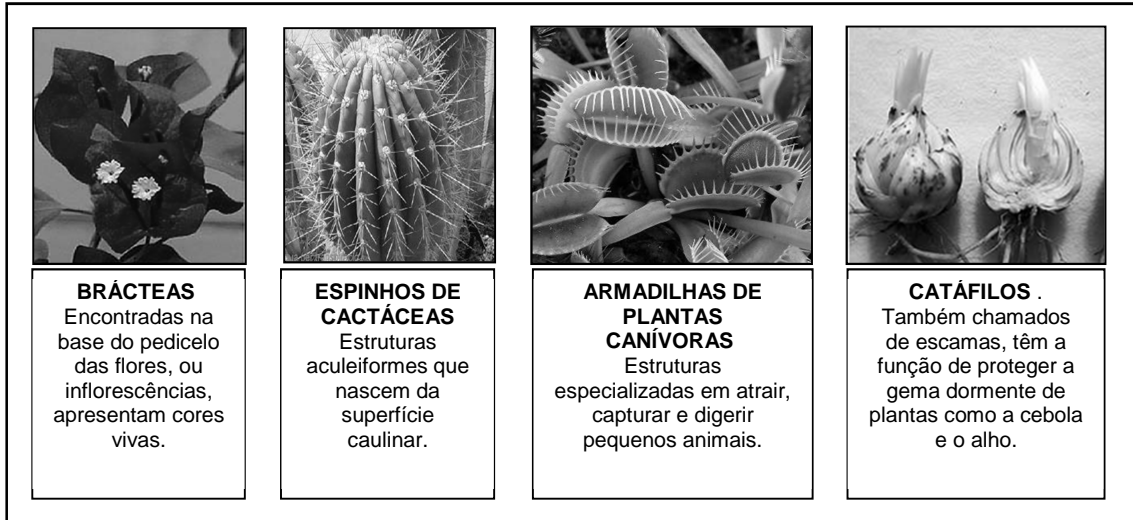 BRÁCTEAS
Encontradas na
base do pedicelo
das flores, ou
inflorescências,
apresentam cores
vivas.
ESPINHOS DE
CACTÁCEAS
Estruturas
aculeiformes que
nascem da
superfície
caulinar.
ARMADILHAS DE
PLANTAS
CANÍVORAS
Estruturas
especializadas em atrair,
capturar e digerir
pequenos animais.
CATÁFILOS .
Também chamados
de escamas, têm a
função de proteger a
gema dormente de
plantas como a cebola
e o alho.